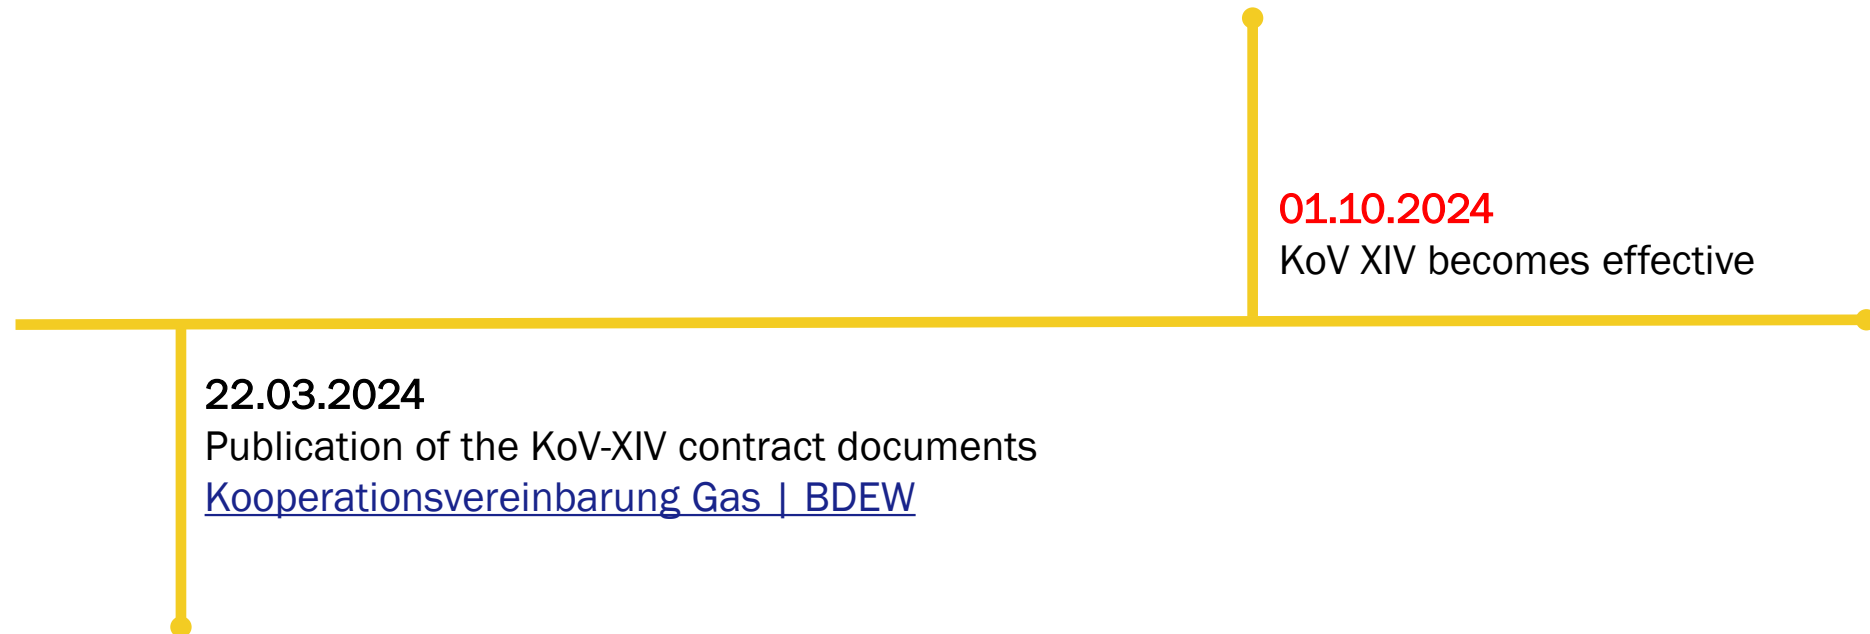 01.10.2024
KoV XIV becomes effective
22.03.2024
Publication of the KoV-XIV contract documents
Kooperationsvereinbarung Gas | BDEW